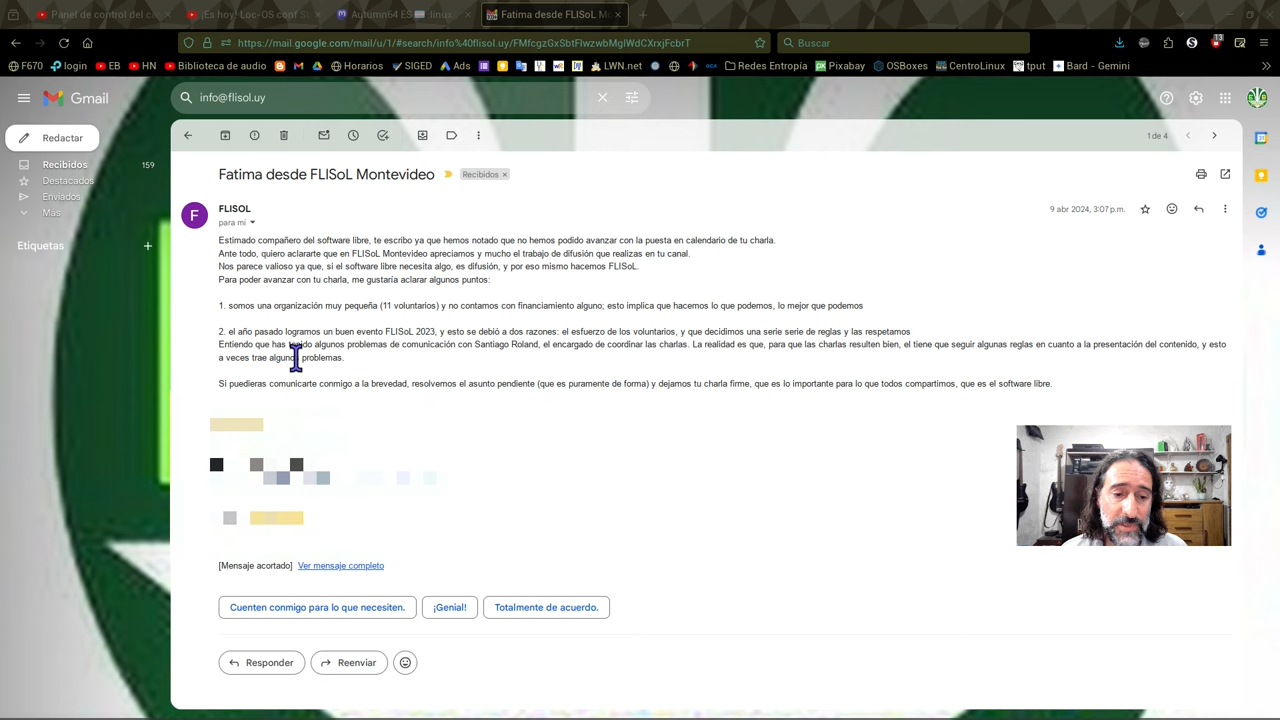 Panel de control del ca
¡Es hoy! Loc-OS conf S
Autumn64 ES :linux:
Fatima desde FLISoL Mo
https://mail.google.com/mail/u/1/#search/info%40flisol.uy/FMfcgzGxSbtFlwzwbMglWdCXrxjFcbrT
Buscar
13
F670
login
EB
HN
Biblioteca de audio
Horarios
SIGED
Ads
LWN.net
Redes Entropía
Pixabay
OSBoxes
CentroLinux
tput
Bard - Gemini
Gmail
info@flisol.uy
Redactar
1 de 4
Recibidos 159
Destacados
Enviados
Más
Etiquetas
Fatima desde FLISoL Montevideo
Recibidos
F
FLISOL
para mí
9 abr 2024, 3:07 p.m.
Estimado compañero del software libre, te escribo ya que hemos notado que no hemos podido avanzar con la puesta en calendario de tu charla.
Ante todo, quiero aclararte que en FLISoL Montevideo apreciamos y mucho el trabajo de difusión que realizas en tu canal.
Nos parece valioso ya que, si el software libre necesita algo, es difusión, y por eso mismo hacemos FLISoL.
Para poder avanzar con tu charla, me gustaría aclarar algunos puntos:
1. somos una organización muy pequeña (11 voluntarios) y no contamos con financiamiento alguno; esto implica que hacemos lo que podemos, lo mejor que podemos
2. el año pasado logramos un buen evento FLISoL 2023, y esto se debió a dos razones: el esfuerzo de los voluntarios, y que decidimos una serie serie de reglas y las respetamos
Entiendo que has tenido algunos problemas de comunicación con Santiago Roland, el encargado de coordinar las charlas. La realidad es que, para que las charlas resulten bien, el tiene que seguir algunas reglas en cuanto a la presentación del contenido, y esto
a veces trae algunos problemas.
Si puedieras comunicarte conmigo a la brevedad, resolvemos el asunto pendiente (que es puramente de forma) y dejamos tu charla firme, que es lo importante para lo que todos compartimos, que es el software libre.
[Mensaje acortado] Ver mensaje completo
Cuenten conmigo para lo que necesiten.
¡Genial!
Totalmente de acuerdo.
Responder
Reenviar